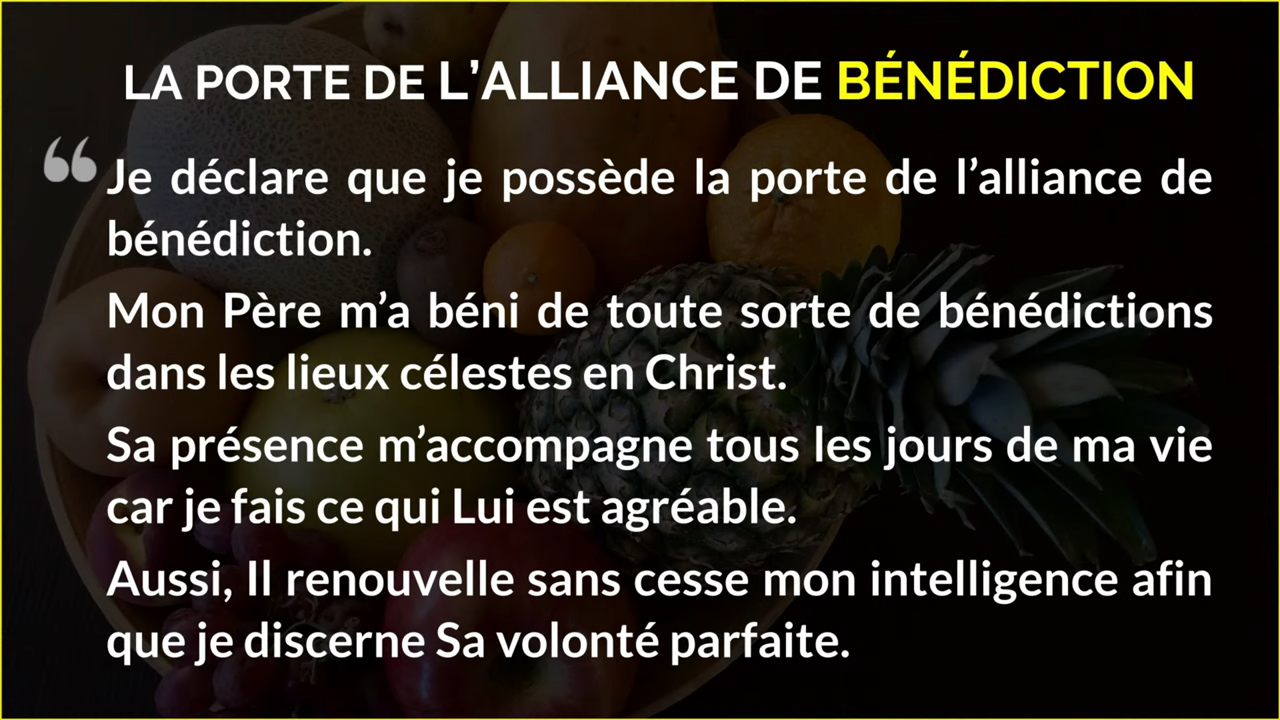 LA PORTE DE L’ALLIANCE DE BÉNÉDICTION
“ Je déclare que je possède la porte de l’alliance de
bénédiction.
Mon Père m’a béni de toute sorte de bénédictions
dans les lieux célestes en Christ.
Sa présence m’accompagne tous les jours de ma vie
car je fais ce qui Lui est agréable.
Aussi, Il renouvelle sans cesse mon intelligence afin
que je discerne Sa volonté parfaite.